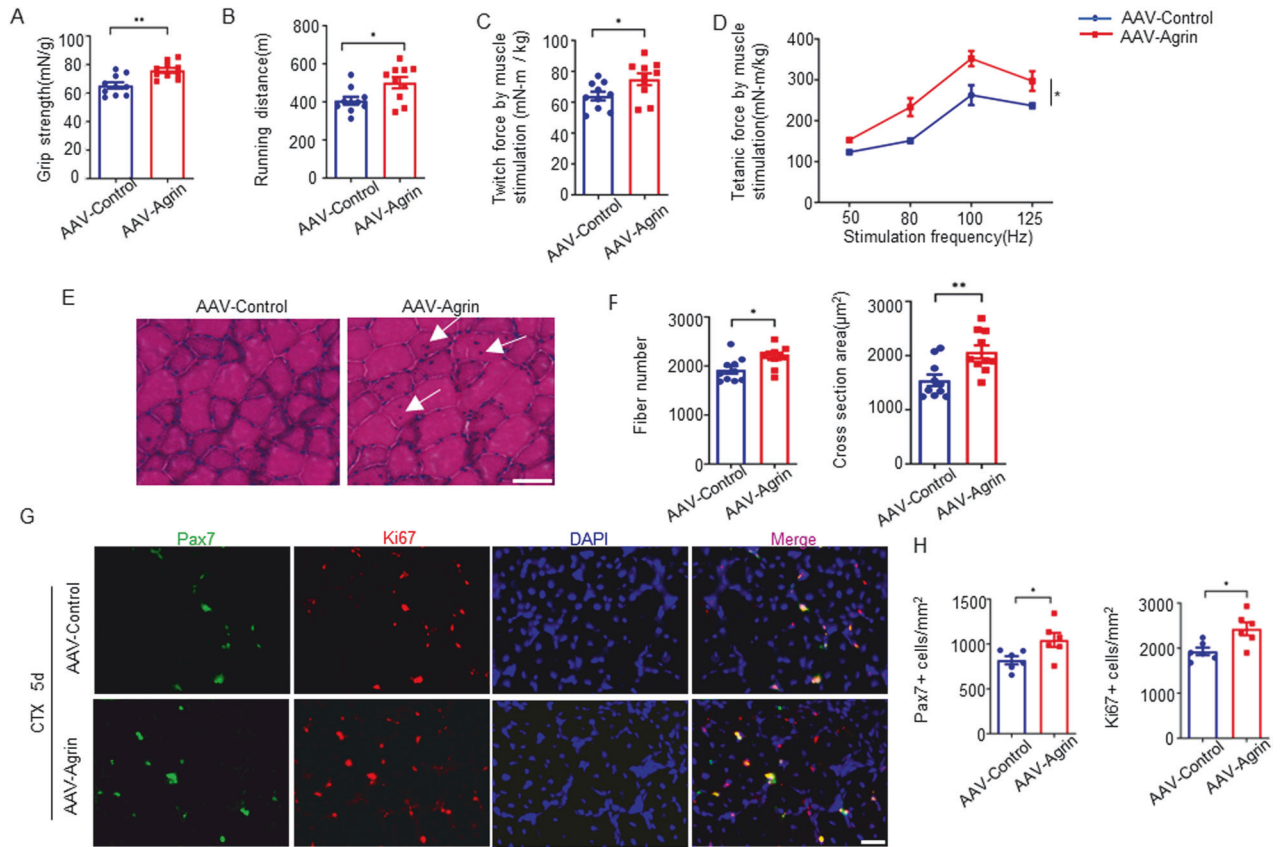 A
Grip strength(mN/g)
100
80
60
40
20
0
**
AAV-Control
AAV-Agrin
B
Running distance(m)
800
600
400
200
0
*
AAV-Control
AAV-Agrin
C
Twitch force by muscle
stimulation (mN-m / kg)
100
80
60
40
20
0
*
AAV-Control
AAV-Agrin
D
Tetanic force by muscle
stimulation(mN-m/kg)
400
300
200
100
0
50 80 100 125
Stimulation frequency(Hz)
*
AAV-Control
AAV-Agrin
E
AAV-Control
AAV-Agrin
F
Fiber number
3000
2000
1000
0
*
AAV-Control
AAV-Agrin
Cross section area(µm²)
3000
2000
1000
0
**
AAV-Control
AAV-Agrin
G
Pax7 Ki67 DAPI Merge
CTX 5d
AAV-Control
AAV-Agrin
H
Pax7+ cells/mm²
1500
1000
500
0
*
AAV-Control
AAV-Agrin
Ki67+ cells/mm²
3000
2000
1000
0
*
AAV-Control
AAV-Agrin